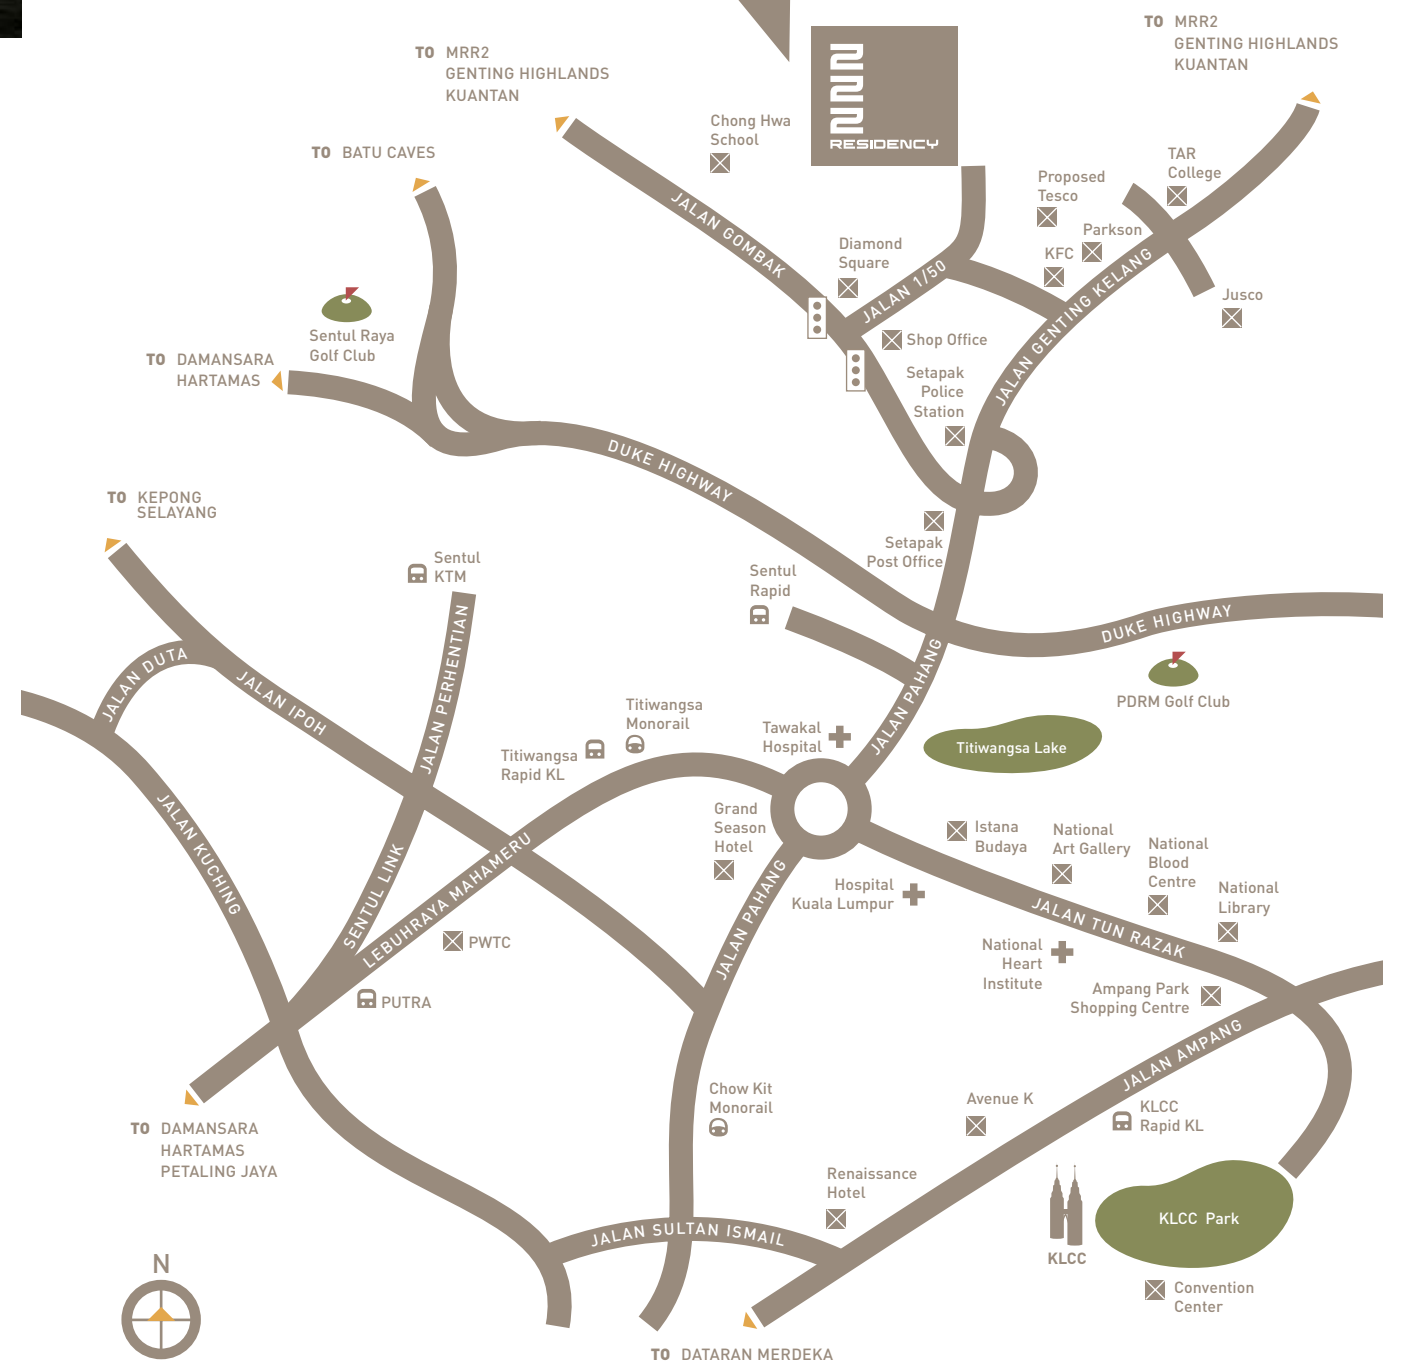 TO MRR2
GENTING HIGHLANDS
KUANTAN
TO MRR2
GENTING HIGHLANDS
KUANTAN
RESIDENCY
Chong Hwa
School
TO BATU CAVES
TAR
College
Proposed
Tesco
Parkson
KFC
JALAN GOMBAK
Diamond
Square
JALAN 1/50
JALAN GENTING KELANG
Jusco
Sentul Raya
Golf Club
Shop Office
TO DAMANSARA
HARTAMAS
Setapak
Police
Station
DUKE HIGHWAY
TO KEPONG
SELAYANG
Setapak
Post Office
Sentul
KTM
Sentul
Rapid
DUKE HIGHWAY
JALAN PERHENTIAN
JALAN DUTA
JALAN PAHANG
PDRM Golf Club
JALAN IPOH
Titiwangsa
Monorail
Tawakal
Hospital
Titiwangsa Lake
Titiwangsa
Rapid KL
Grand
Season
Hotel
Istana
Budaya
National
Art Gallery
National
Blood
Centre
JALAN KUCHING
SENTUL LINK
LEBUHRAYA MAHAMERU
JALAN PAHANG
Hospital
Kuala Lumpur
National
Library
JALAN TUN RAZAK
PWTC
National
Heart
Institute
PUTRA
Ampang Park
Shopping Centre
JALAN AMPANG
Chow Kit
Monorail
Avenue K
KLCC
Rapid KL
TO DAMANSARA
HARTAMAS
PETALING JAYA
Renaissance
Hotel
KLCC Park
JALAN SULTAN ISMAIL
KLCC
N
Convention
Center
TO DATARAN MERDEKA